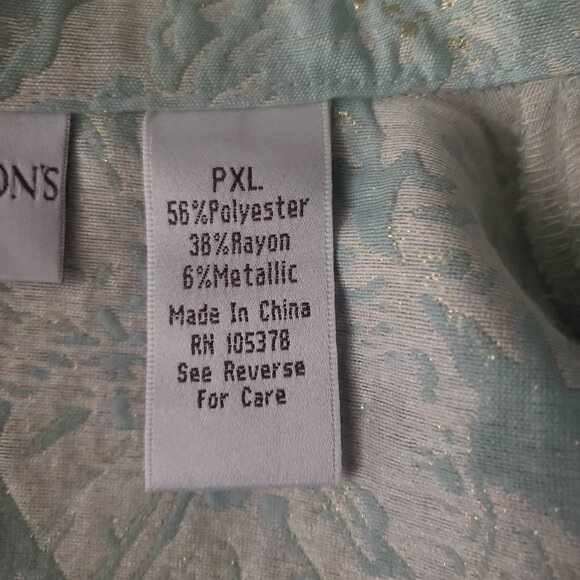 ON'S
PXL
56%Polyester
38%Rayon
6%Metallic
Made In China
RN 105378
See Reverse
For Care